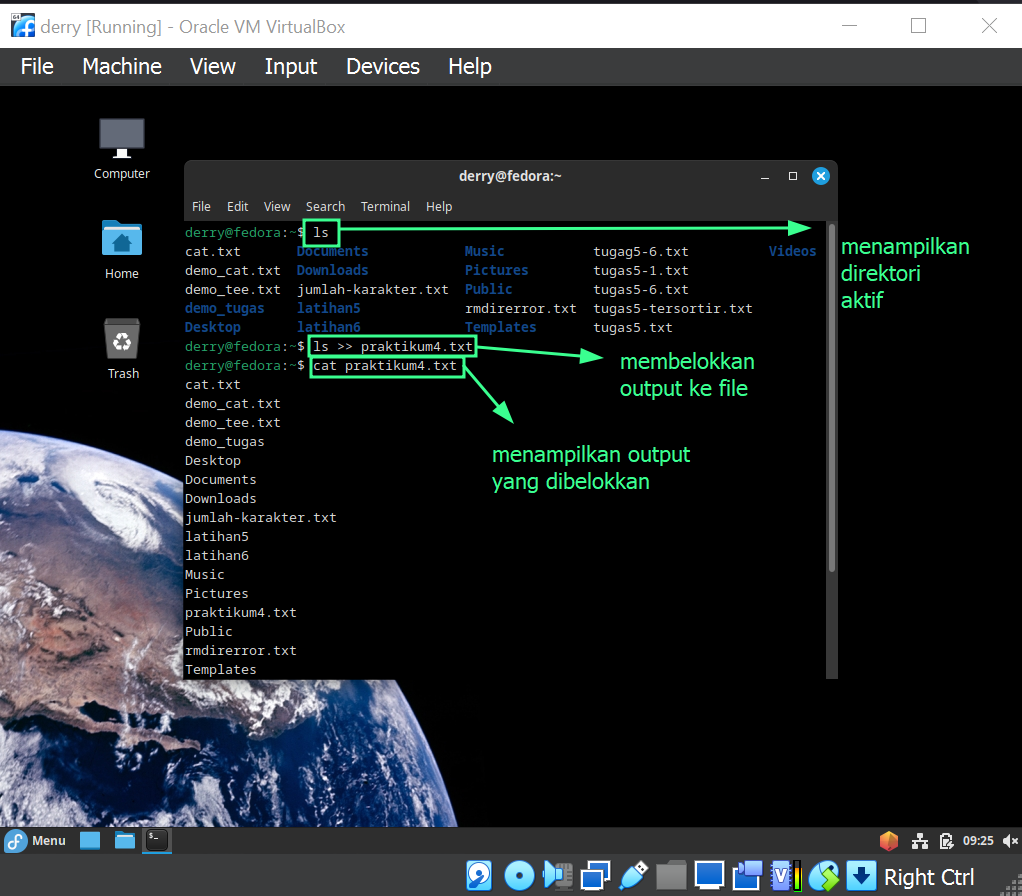 derry [Running] - Oracle VM VirtualBox
File Machine View Input Devices Help
Computer
Home
Trash
derry@fedora:~
File Edit View Search Terminal Help
derry@fedora:~$ ls
cat.txt Documents Music tugag5-6.txt Videos
demo_cat.txt Downloads Pictures tugas5-1.txt
demo_tee.txt jumlah-karakter.txt Public tugas5-6.txt
demo_tugas latihan5 rmdirerror.txt tugas5-tersortir.txt
Desktop latihan6 Templates tugas5.txt
derry@fedora:~$ ls >> praktikum4.txt
derry@fedora:~$ cat praktikum4.txt
cat.txt
demo_cat.txt
demo_tee.txt
demo_tugas
Desktop
Documents
Downloads
jumlah-karakter.txt
latihan5
latihan6
Music
Pictures
praktikum4.txt
Public
rmdirerror.txt
Templates
menampilkan
direktori
aktif
membelokkan
output ke file
menampilkan output
yang dibelokkan
Menu
09:25
Right Ctrl